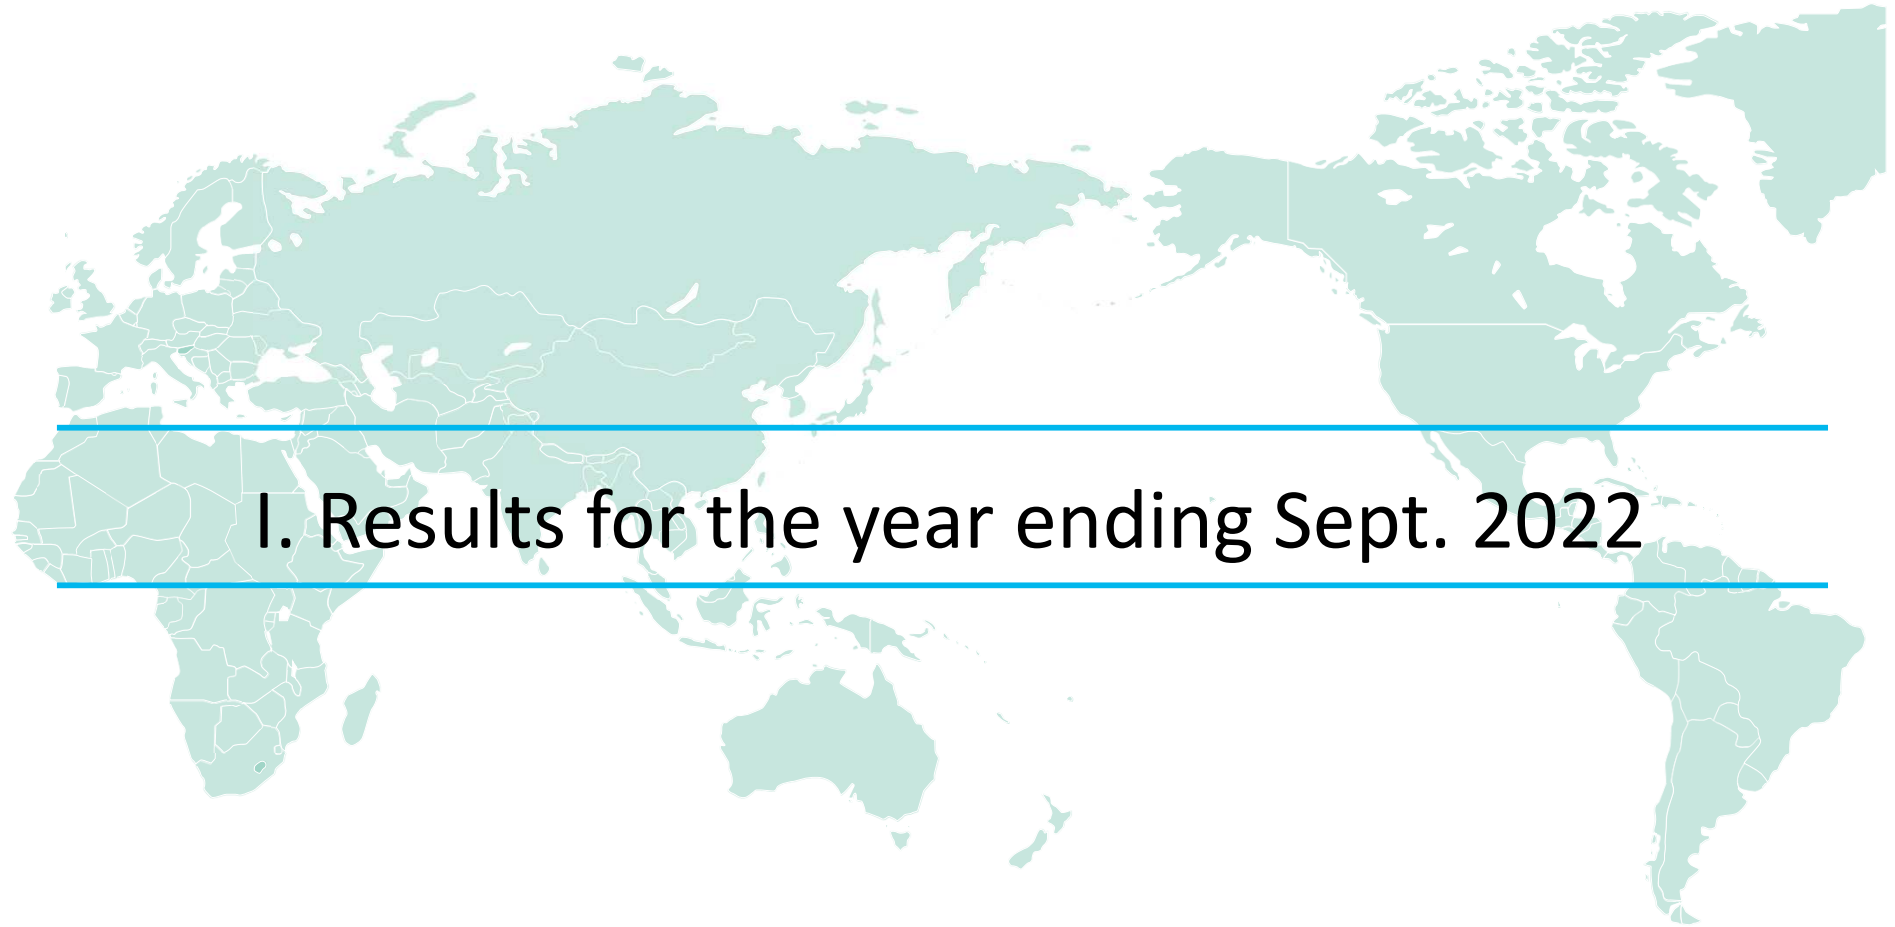 I. Results for the year ending Sept. 2022